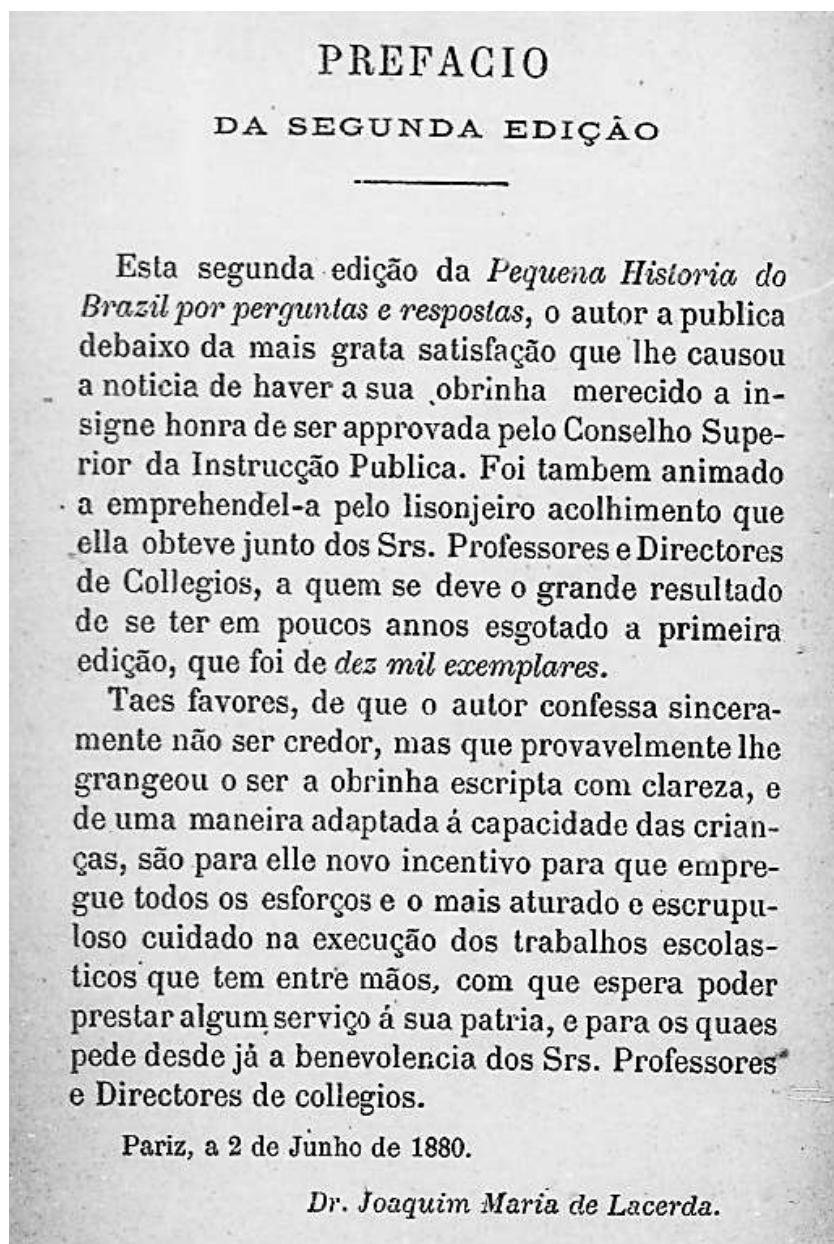 PREFACIO
DA SEGUNDA EDIÇÃO
Esta segunda edição da Pequena Historia do
Brazil por perguntas e respostas, o autor a publica
debaixo da mais grata satisfação que lhe causou
a noticia de haver a sua obrinha merecido a in-
signe honra de ser approvada pelo Conselho Supe-
rior da Instrucção Publica. Foi tambem animado
a emprehendel-a pelo lisonjeiro acolhimento que
ella obteve junto dos Srs. Professores e Directores
de Collegios, a quem se deve o grande resultado
de se ter em poucos annos esgotado a primeira
edição, que foi de dez mil exemplares.
Taes favores, de que o autor confessa sincera-
mente não ser credor, mas que provavelmente lhe
grangeou o ser a obrinha escripta com clareza, e
de uma maneira adaptada á capacidade das crian-
ças, são para elle novo incentivo para que empre-
gue todos os esforços e o mais aturado e escrupu-
loso cuidado na execução dos trabalhos escolas-
ticos que tem entre mãos, com que espera poder
prestar algum serviço á sua patria, e para os quaes
pede desde já a benevolencia dos Srs. Professores
e Directores de collegios.
Pariz, a 2 de Junho de 1880.
Dr. Joaquim Maria de Lacerda.